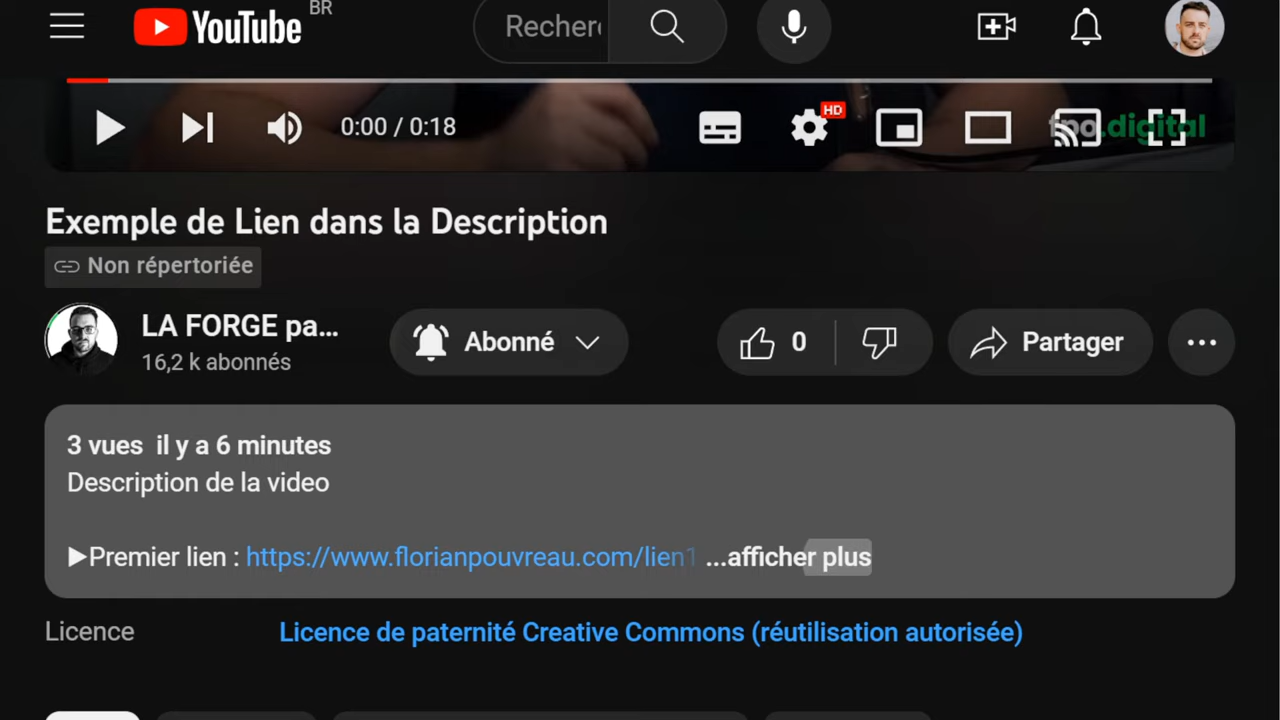 YouTube BR
Recher
0:00 / 0:18
HD
fpo.digital
Exemple de Lien dans la Description
Non répertoriée
LA FORGE pa...
16,2 k abonnés
Abonné
0
Partager
3 vues il y a 6 minutes
Description de la video
▶Premier lien : https://www.florianpouvreau.com/lien1 ...afficher plus
Licence
Licence de paternité Creative Commons (réutilisation autorisée)